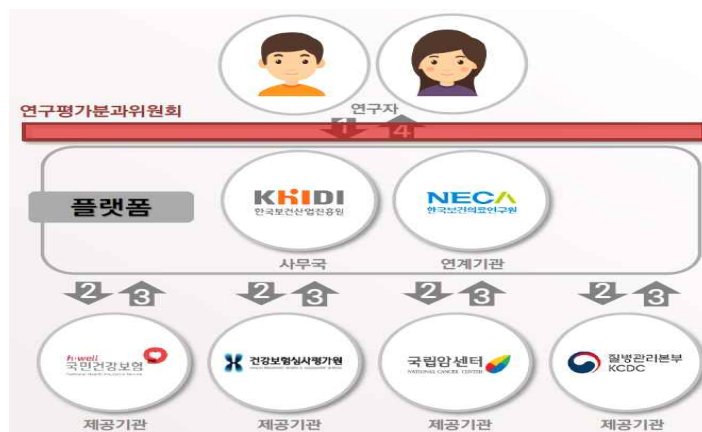 연구자
연구평가분과위원회
1 4
플랫폼
KHIDI
한국보건산업진흥원
NECA
한국보건의료연구원
사무국
연계기관
2 3
2 3
2 3
2 3
h·well
국민건강보험
National Health Insurance Service
건강보험심사평가원
국립암센터
NATIONAL CANCER CENTER
질병관리본부
KCDC
제공기관
제공기관
제공기관
제공기관